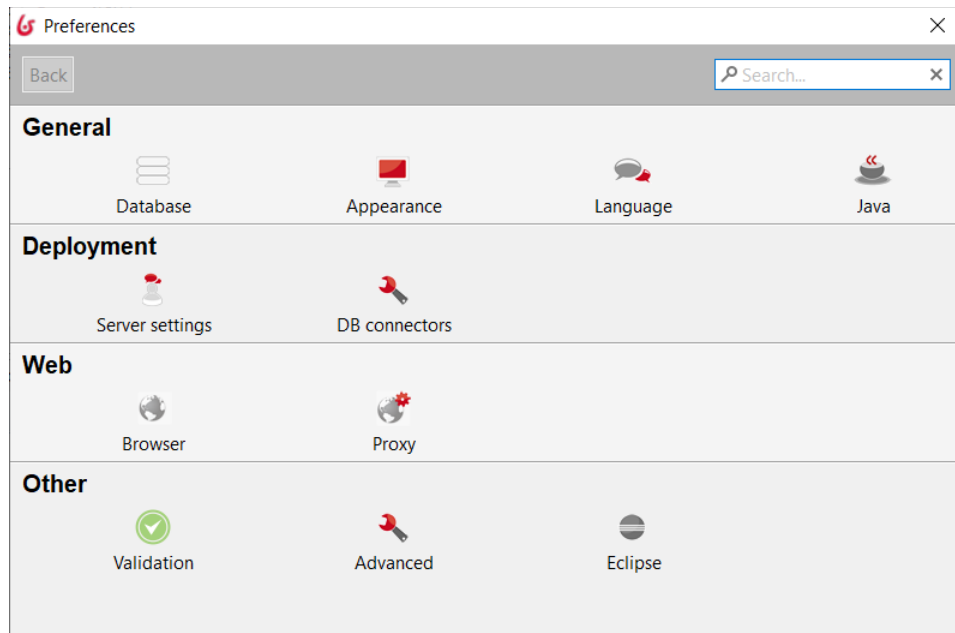 Preferences
Back
Search...
General
Database Appearance Language Java
Deployment
Server settings DB connectors
Web
Browser Proxy
Other
Validation Advanced Eclipse